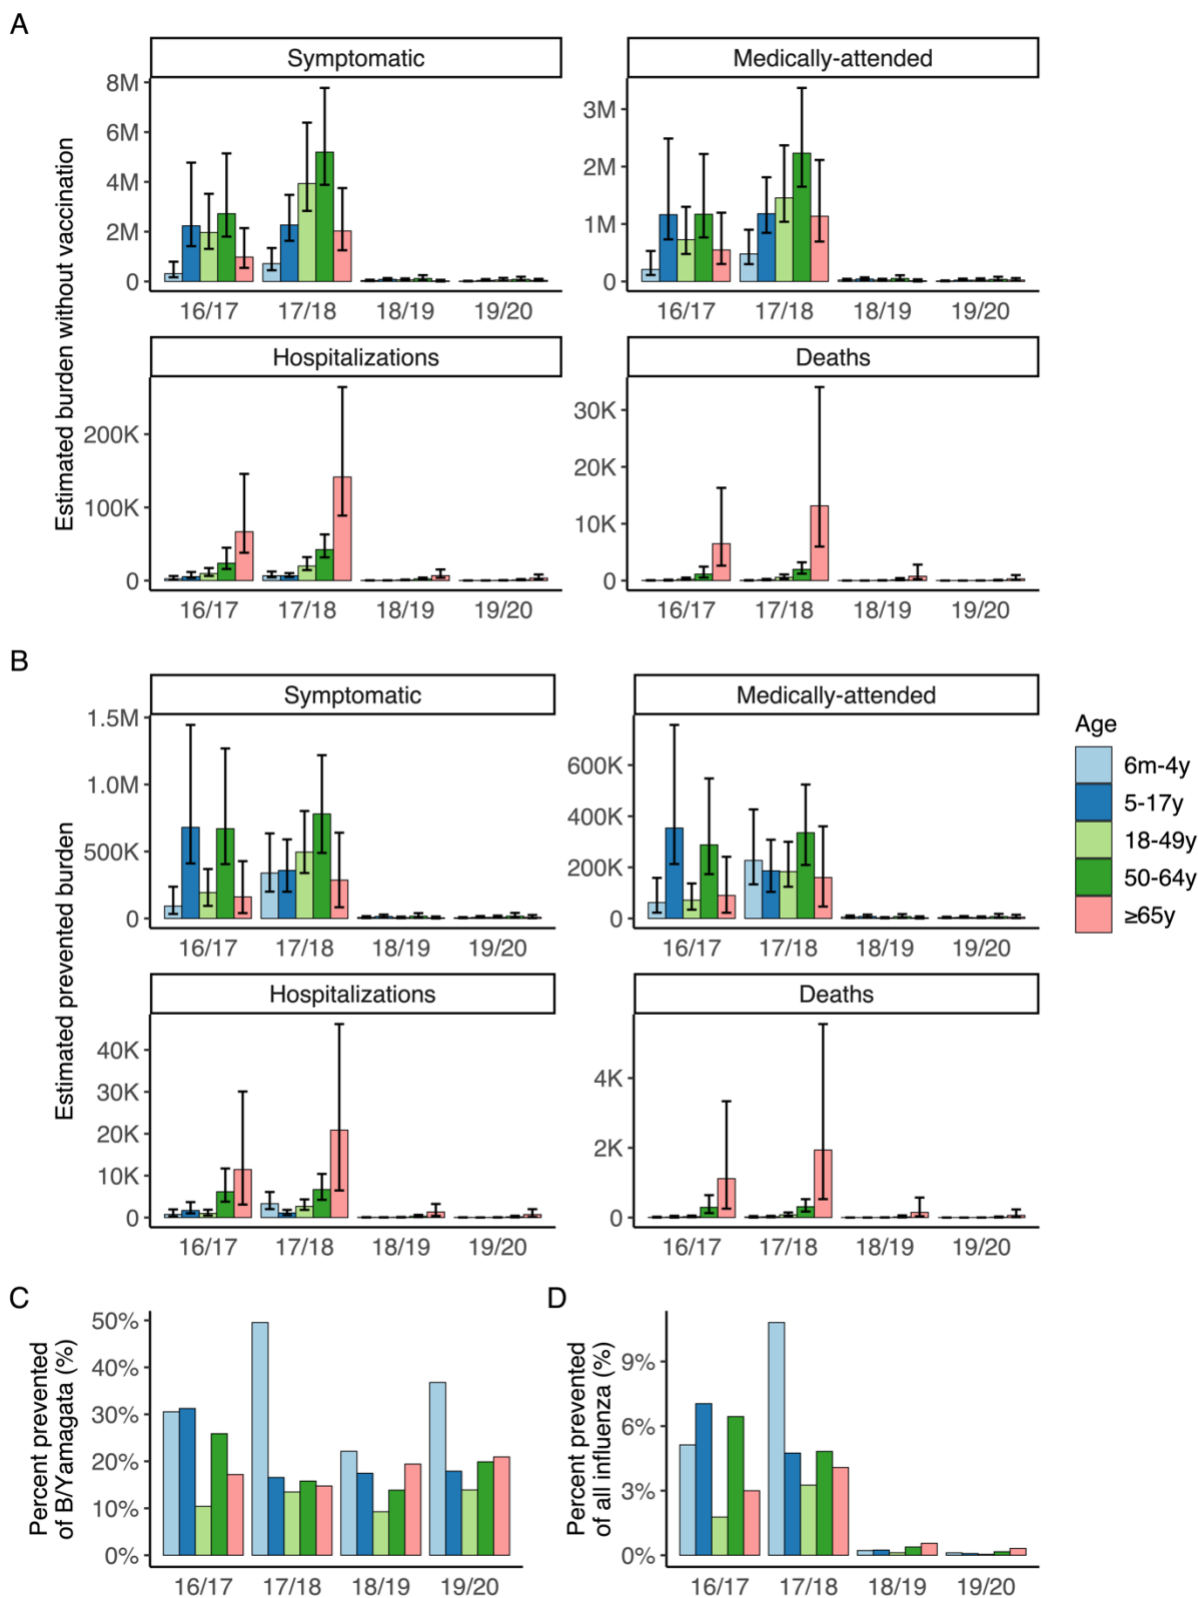 A
Estimated burden without vaccination
Symptomatic
8M
6M
4M
2M
0
16/17 17/18 18/19 19/20
Medically-attended
3M
2M
1M
0
16/17 17/18 18/19 19/20
Hospitalizations
200K
100K
0
16/17 17/18 18/19 19/20
Deaths
30K
20K
10K
0
16/17 17/18 18/19 19/20
B
Estimated prevented burden
Symptomatic
1.5M
1.0M
500K
0
16/17 17/18 18/19 19/20
Medically-attended
600K
400K
200K
0
16/17 17/18 18/19 19/20
Age
6m-4y
5-17y
18-49y
50-64y
≥65y
Hospitalizations
40K
30K
20K
10K
0
16/17 17/18 18/19 19/20
Deaths
4K
2K
0
16/17 17/18 18/19 19/20
C
Percent prevented
of B/Yamagata (%)
50%
40%
30%
20%
10%
0%
16/17 17/18 18/19 19/20
D
Percent prevented
of all influenza (%)
9%
6%
3%
0%
16/17 17/18 18/19 19/20